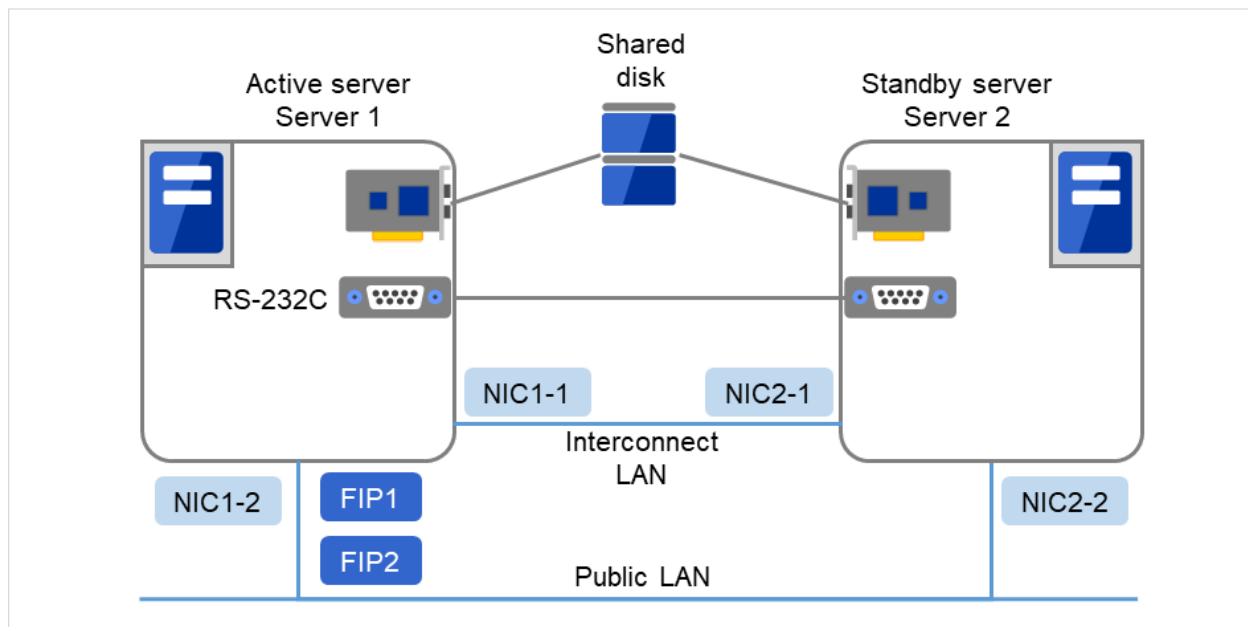 Shared
disk
Active server
Server 1
Standby server
Server 2
RS-232C
NIC1-1
NIC2-1
Interconnect
LAN
NIC1-2
FIP1
NIC2-2
FIP2
Public LAN